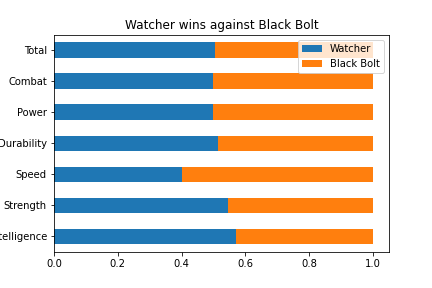 Watcher wins against Black Bolt
Total
Combat
Power
Durability
Speed
Strength
telligence
Watcher
Black Bolt
0.0 0.2 0.4 0.6 0.8 1.0